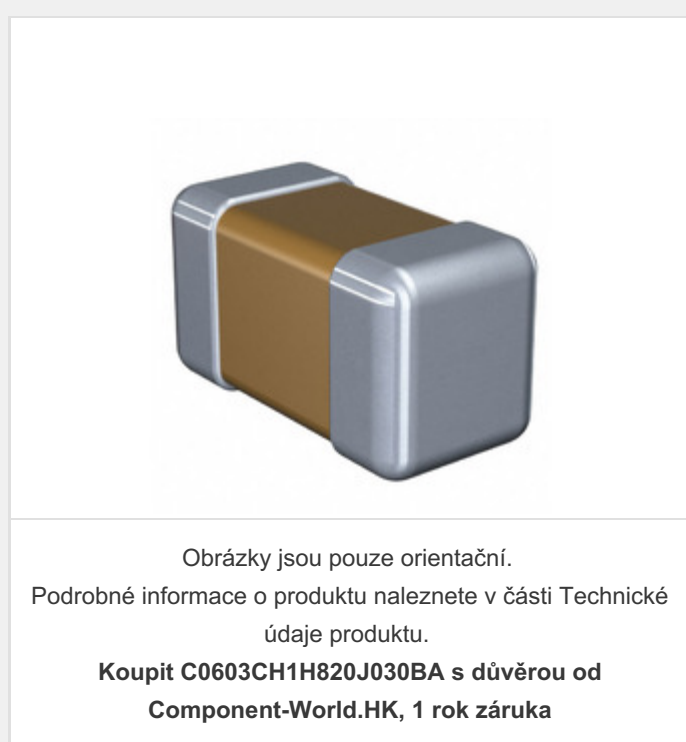 Obrázky jsou pouze orientační.
Podrobné informace o produktu naleznete v části Technické
údaje produktu.
Koupit C0603CH1H820J030BA s důvěrou od
Component-World.HK, 1 rok záruka